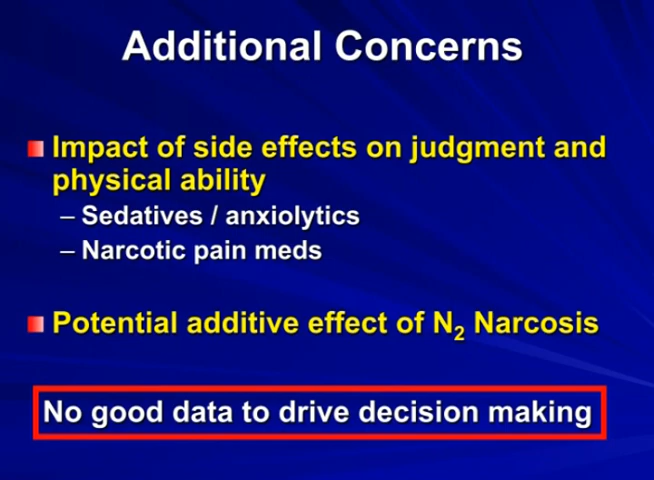 Additional Concerns
Impact of side effects on judgment and
physical ability
– Sedatives / anxiolytics
– Narcotic pain meds
Potential additive effect of N₂ Narcosis
No good data to drive decision making